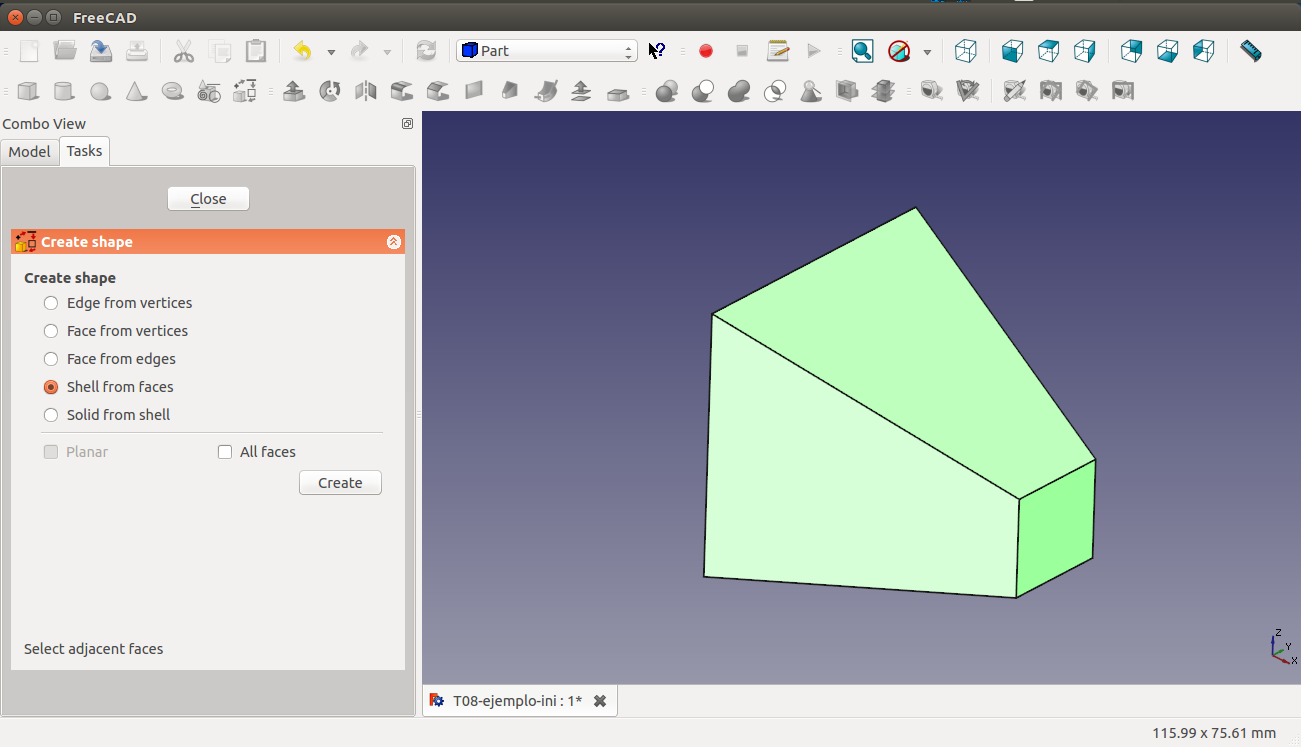 FreeCAD
Part
Combo View
Model
Tasks
Close
Create shape
Create shape
Edge from vertices
Face from vertices
Face from edges
Shell from faces
Solid from shell
Planar
All faces
Create
Select adjacent faces
Z
Y
X
T08-ejemplo-ini : 1*
115.99 x 75.61 mm